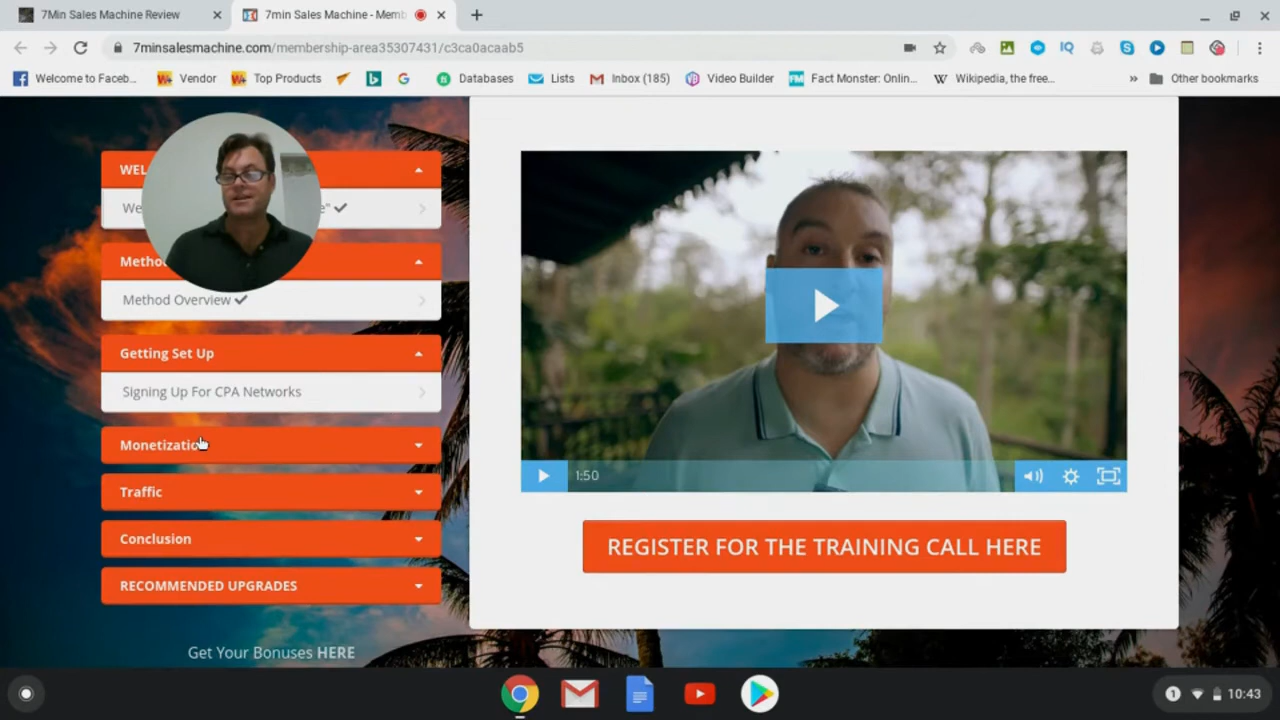 7Min Sales Machine Review
7min Sales Machine - Memb
7minsalesmachine.com/membership-area35307431/c3ca0acaab5
IQ
Welcome to Faceb...
Vendor
Top Products
Databases
Lists
Inbox (185)
Video Builder
FM
Fact Monster: Onlin...
W
Wikipedia, the free...
»
Other bookmarks
WEL
We
e"
Metho
Method Overview
Getting Set Up
Signing Up For CPA Networks
Monetizatio
Traffic
Conclusion
RECOMMENDED UPGRADES
Get Your Bonuses HERE
1:50
REGISTER FOR THE TRAINING CALL HERE
1
10:43